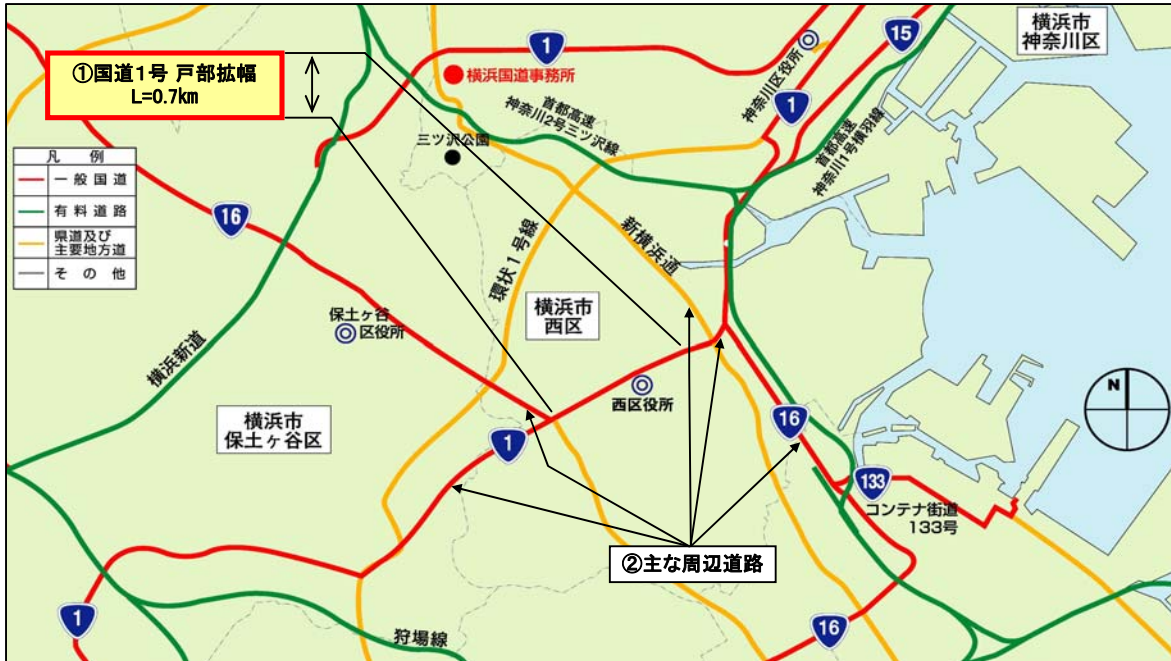 ①国道1号 戸部拡幅
L=0.7km
凡 例
一般国道
有料道路
県道及び
主要地方道
その他
1
横浜国道事務所
三ツ沢公園
首都高速
神奈川2号三ツ沢線
神奈川区役所
15
横浜市
神奈川区
1
首都高速
神奈川1号横羽線
16
環状1号線
新横浜通
横浜市
西区
保土ヶ谷
区役所
横浜新道
西区役所
N
横浜市
保土ヶ谷区
1
16
133
コンテナ街道
133号
②主な周辺道路
1
狩場線
16